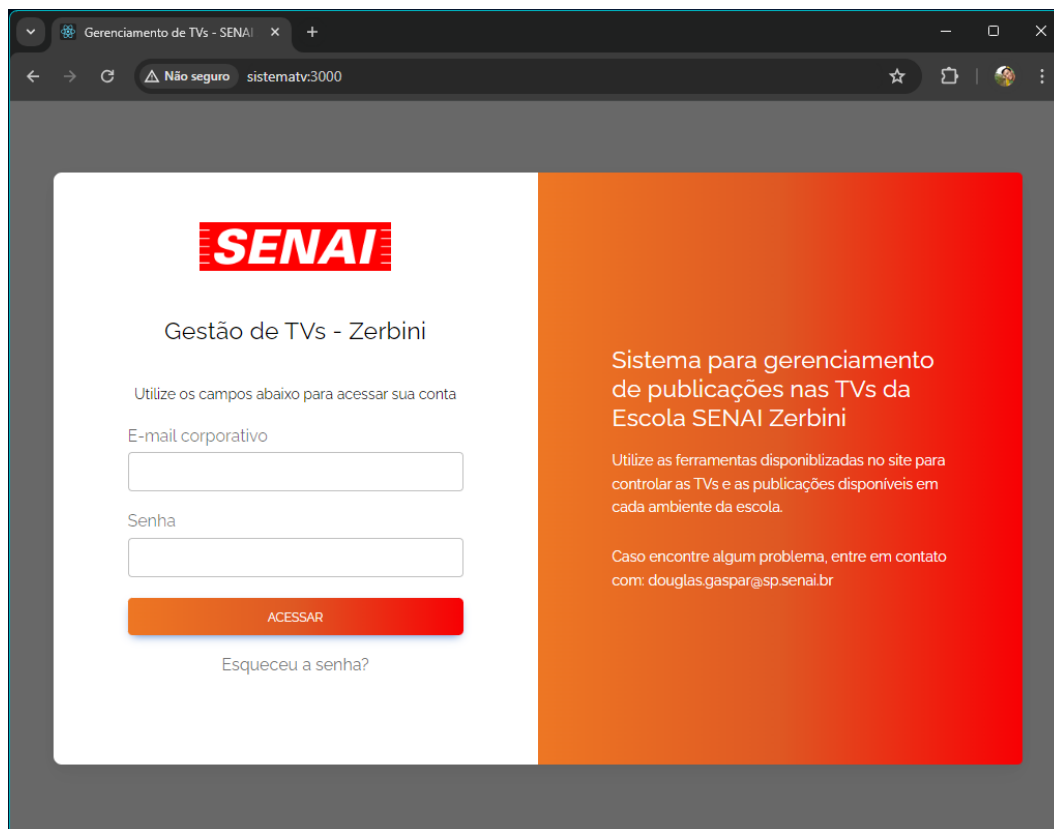 Gerenciamento de TVs - SENAI
Não seguro sistematv:3000
SENAI
Gestão de TVs - Zerbini
Utilize os campos abaixo para acessar sua conta
E-mail corporativo
Senha
ACESSAR
Esqueceu a senha?
Sistema para gerenciamento
de publicações nas TVs da
Escola SENAI Zerbini
Utilize as ferramentas disponiblizadas no site para
controlar as TVs e as publicações disponíveis em
cada ambiente da escola.
Caso encontre algum problema, entre em contato
com: douglas.gaspar@sp.senai.br